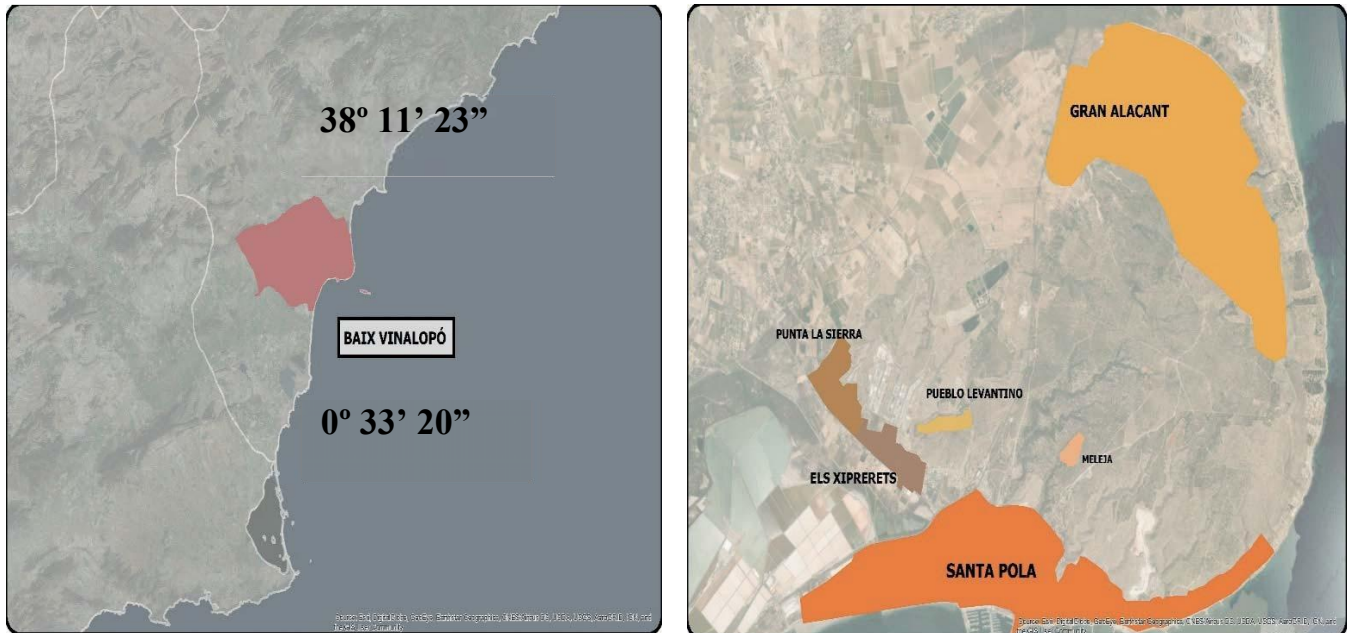 38º 11’ 23”
BAIX VINALOPÓ
0º 33’ 20”
GRAN ALACANT
PUNTA LA SIERRA
PUEBLO LEVANTINO
MELEJA
ELS XIPRERETS
SANTA POLA